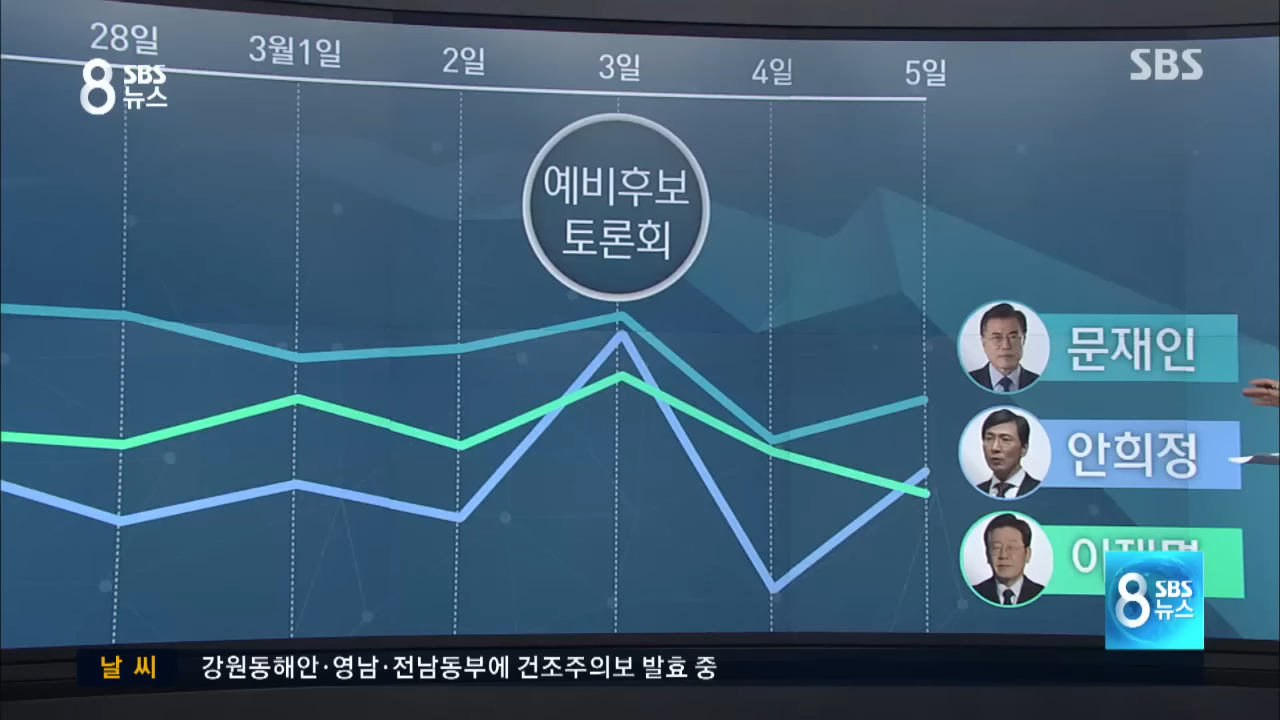 28일
3월1일
2일
3일
4일
5일
SBS
8 SBS
뉴스
예비후보
토론회
문재인
안희정
8 SBS
뉴스
날씨
강원동해안·영남·전남동부에 건조주의보 발효 중